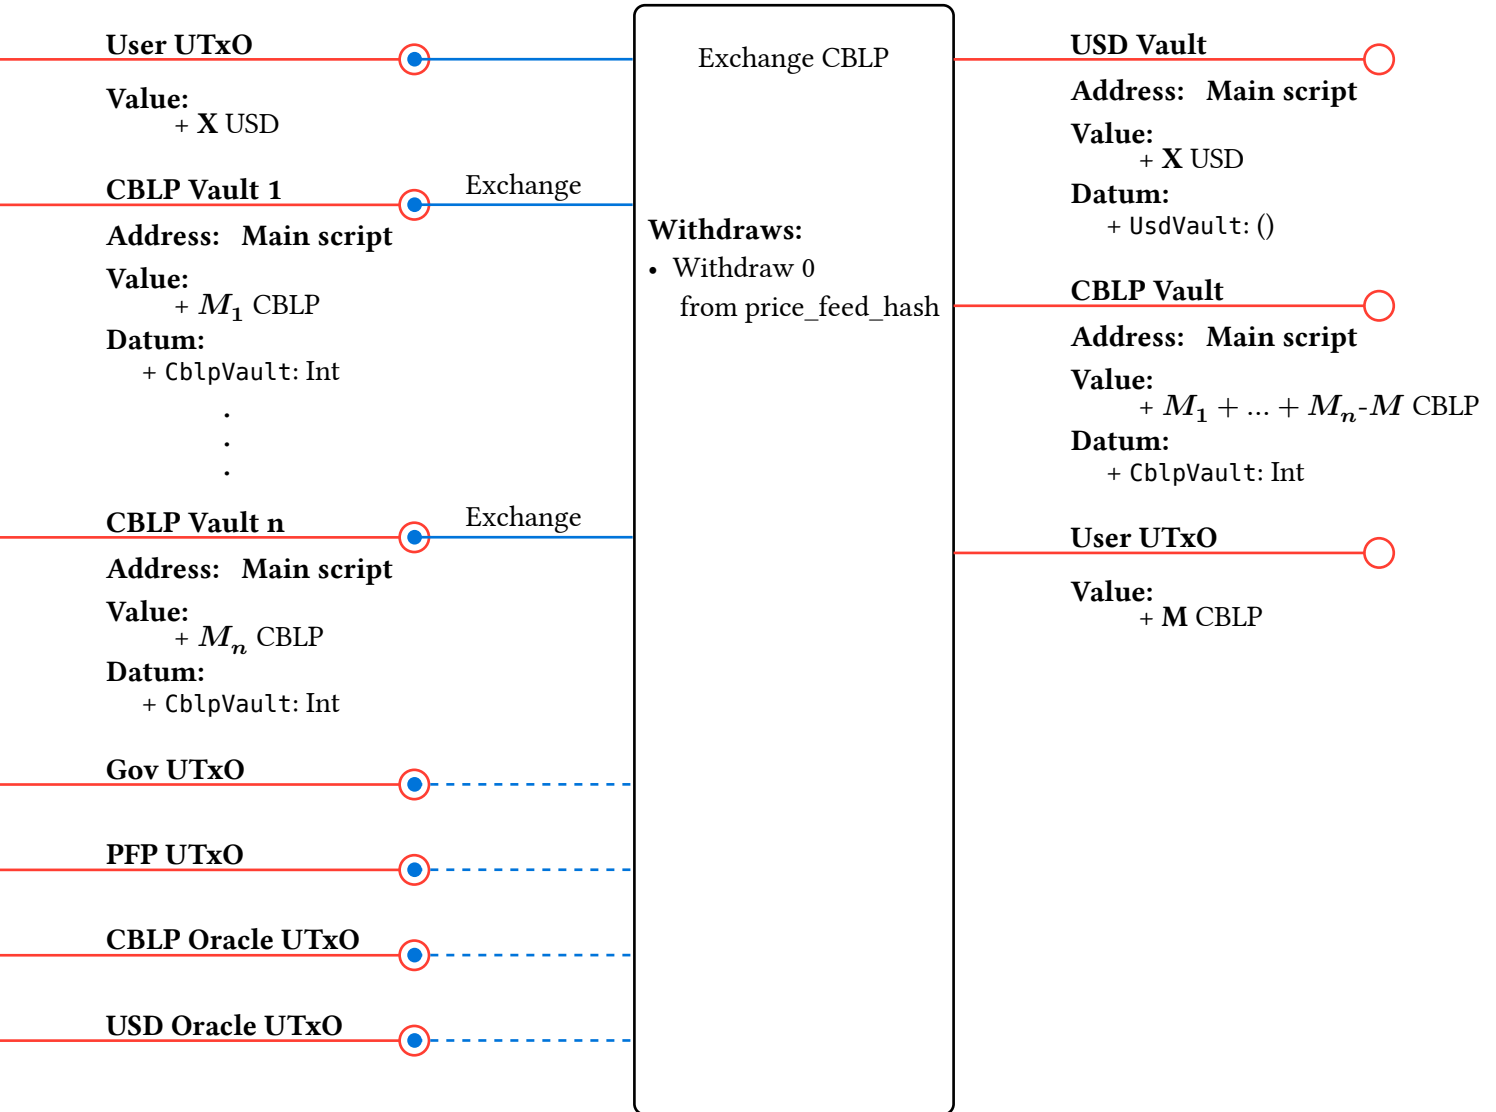 User UTxO
Value:
+ X USD
CBLP Vault 1
Exchange
Address: Main script
Value:
+ M₁ CBLP
Datum:
+ CblpVault: Int
.
.
.
CBLP Vault n
Exchange
Address: Main script
Value:
+ Mₙ CBLP
Datum:
+ CblpVault: Int
Gov UTxO
PFP UTxO
CBLP Oracle UTxO
USD Oracle UTxO
Exchange CBLP
Withdraws:
• Withdraw 0
from price_feed_hash
USD Vault
Address: Main script
Value:
+ X USD
Datum:
+ UsdVault: ()
CBLP Vault
Address: Main script
Value:
+ M₁ + ... + Mₙ-M CBLP
Datum:
+ CblpVault: Int
User UTxO
Value:
+ M CBLP